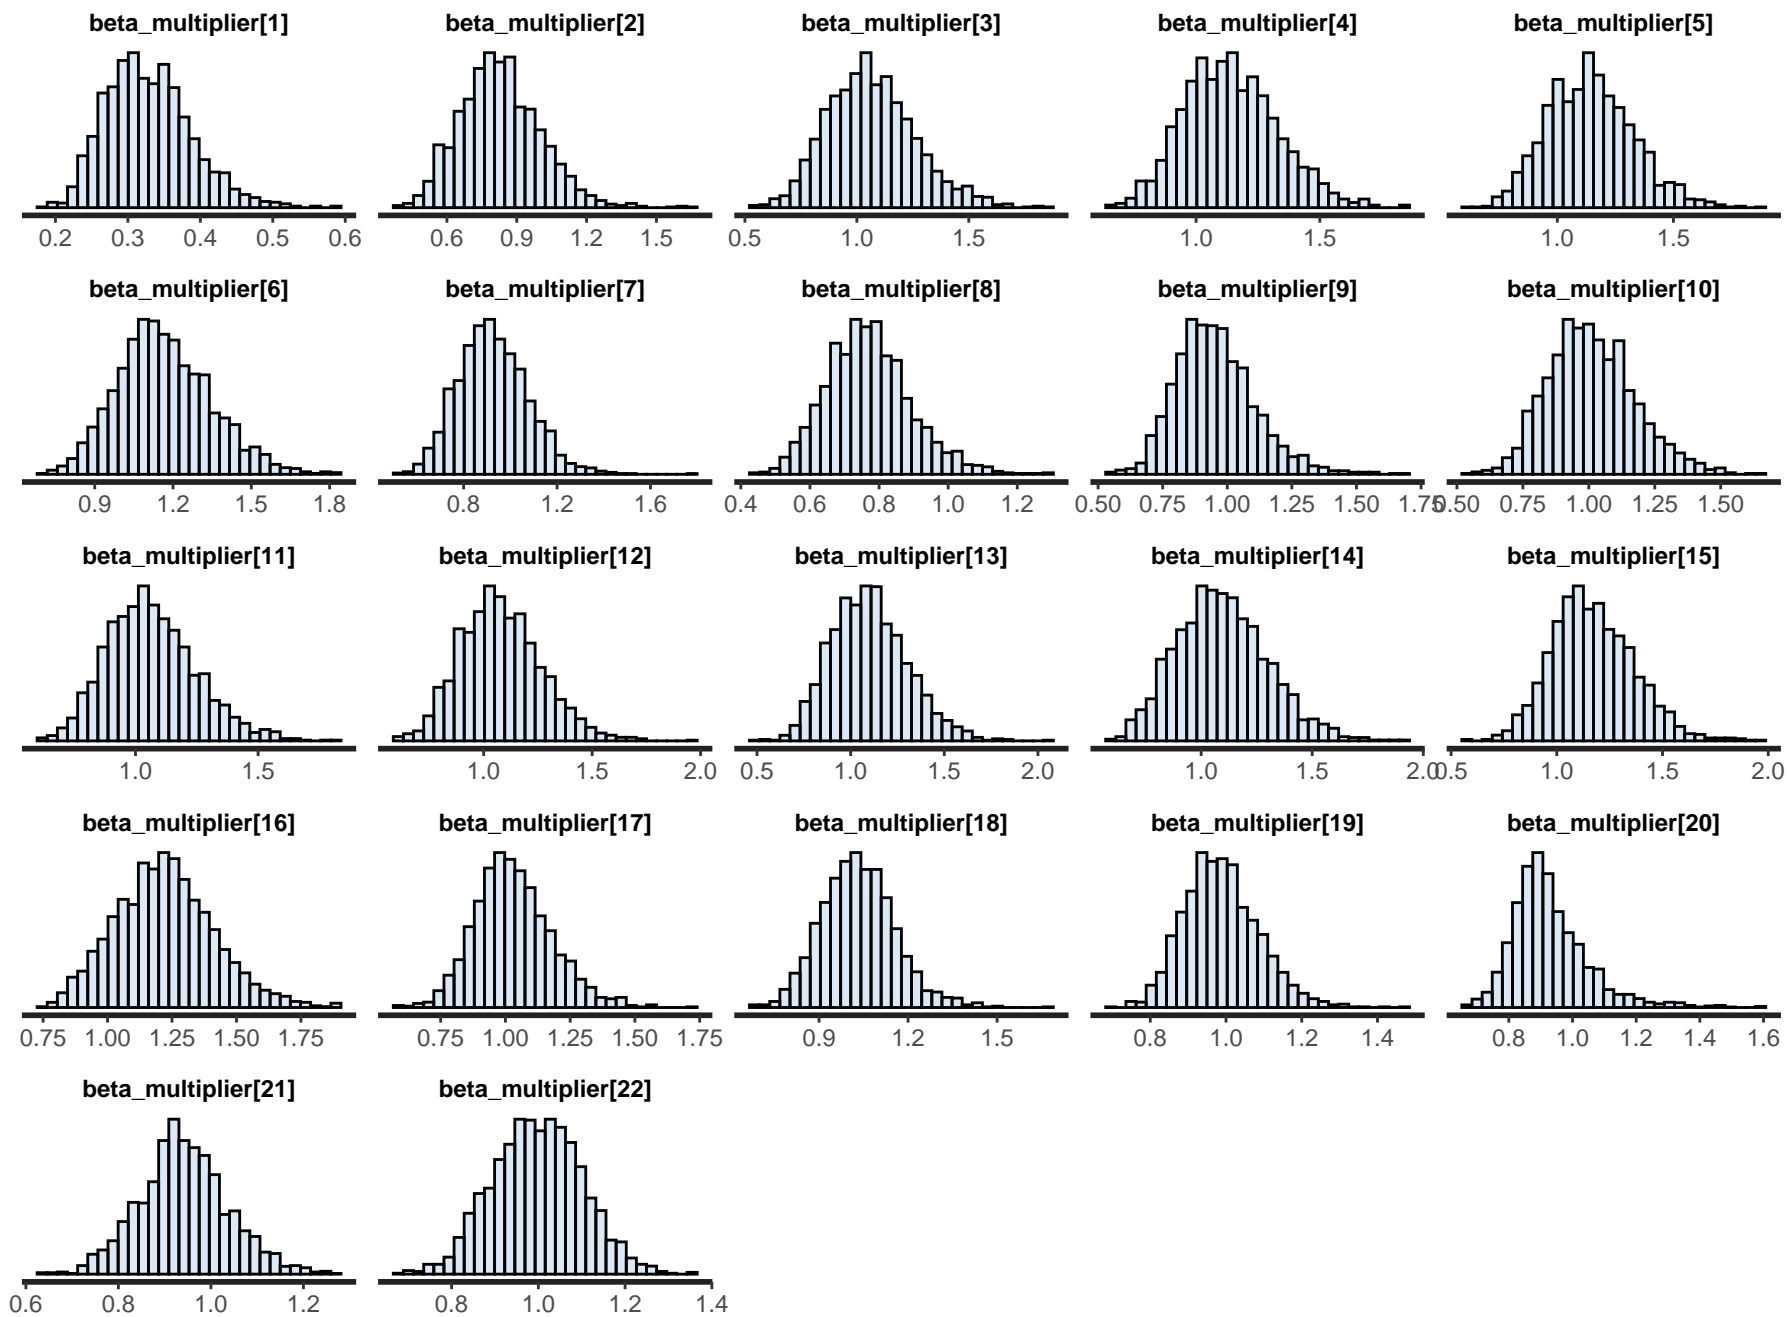 beta_multiplier[1] beta_multiplier[2] beta_multiplier[3] beta_multiplier[4] beta_multiplier[5]
0.2 0.3 0.4 0.5 0.6 0.6 0.9 1.2 1.5 0.5 1.0 1.5 1.0 1.5 1.0 1.5
beta_multiplier[6] beta_multiplier[7] beta_multiplier[8] beta_multiplier[9] beta_multiplier[10]
0.9 1.2 1.5 1.8 0.8 1.2 1.6 0.4 0.6 0.8 1.0 1.2 0.50 0.75 1.00 1.25 1.50 1.75 0.50 0.75 1.00 1.25 1.50
beta_multiplier[11] beta_multiplier[12] beta_multiplier[13] beta_multiplier[14] beta_multiplier[15]
1.0 1.5 1.0 1.5 2.0 0.5 1.0 1.5 2.0 1.0 1.5 2.0 0.5 1.0 1.5 2.0
beta_multiplier[16] beta_multiplier[17] beta_multiplier[18] beta_multiplier[19] beta_multiplier[20]
0.75 1.00 1.25 1.50 1.75 0.75 1.00 1.25 1.50 1.75 0.9 1.2 1.5 0.8 1.0 1.2 1.4 0.8 1.0 1.2 1.4 1.6
beta_multiplier[21] beta_multiplier[22]
0.6 0.8 1.0 1.2 0.8 1.0 1.2 1.4